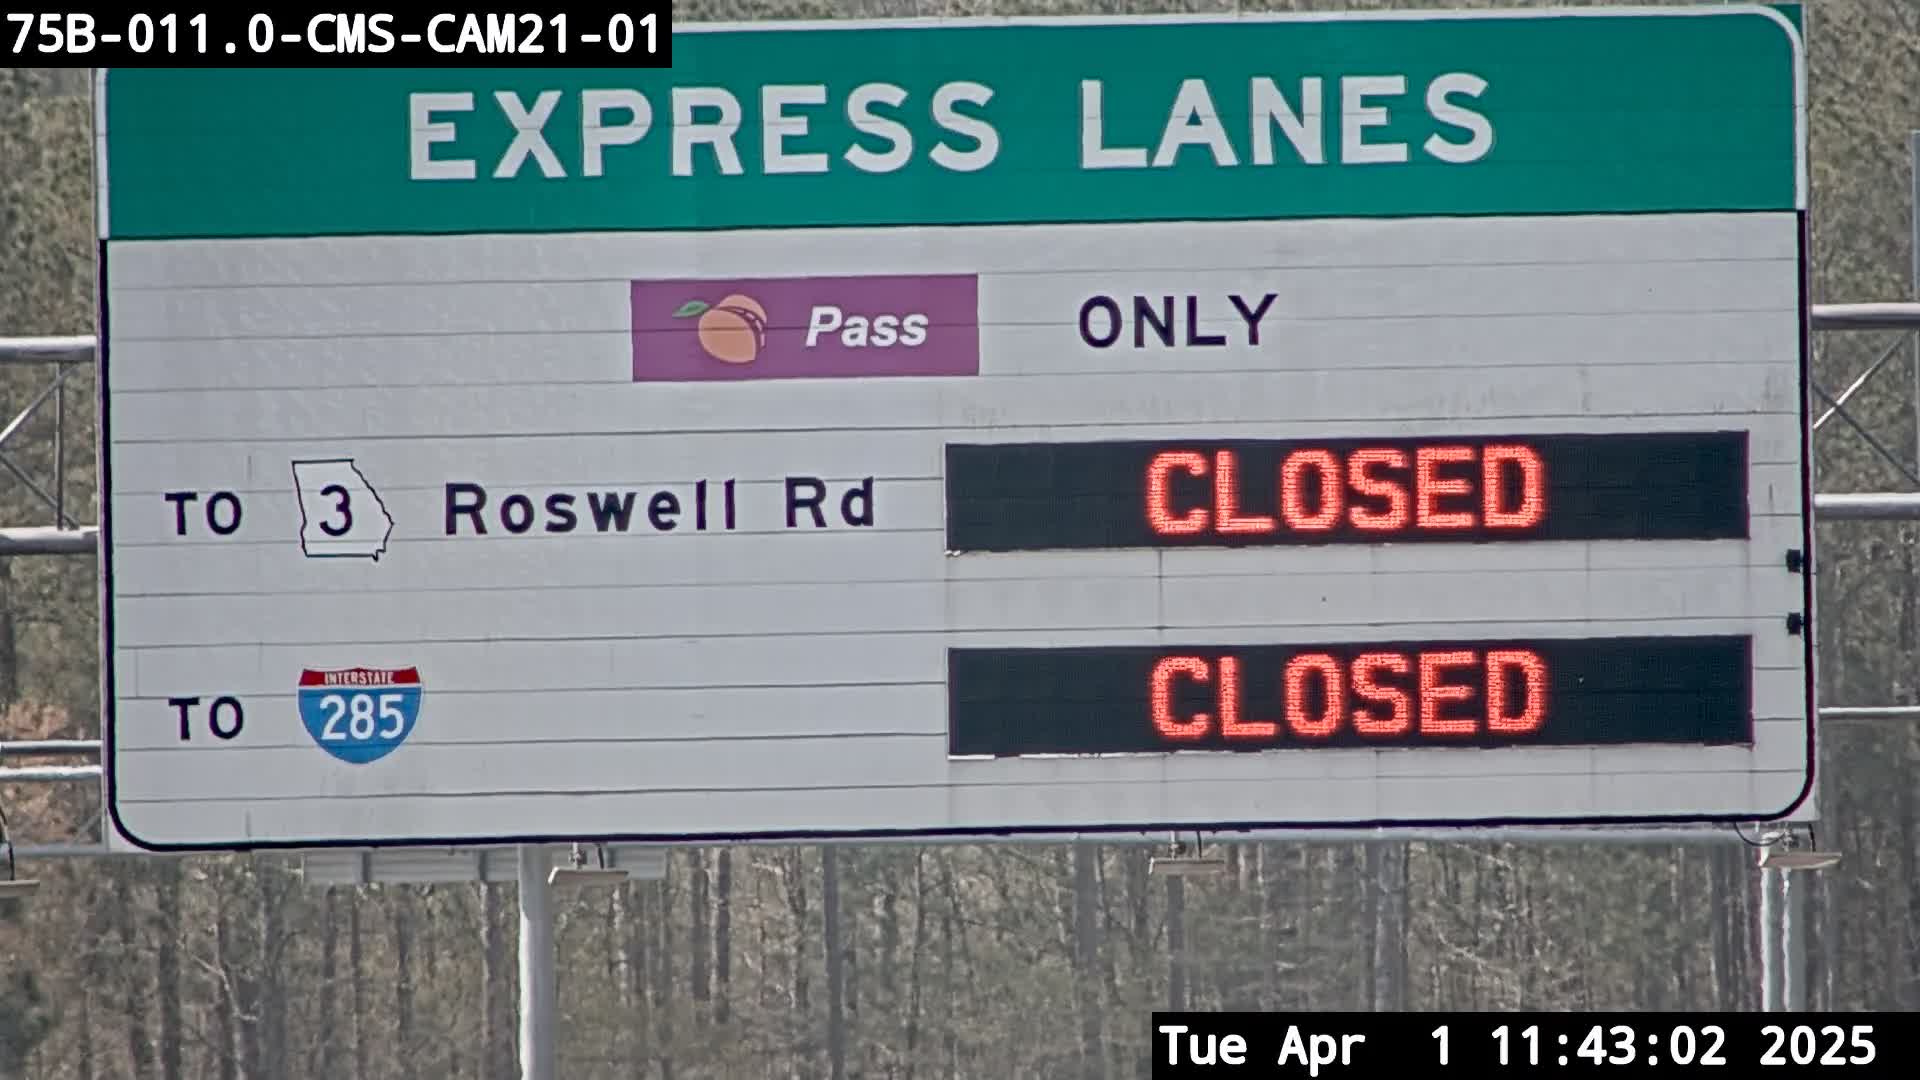 75B-011.0-CMS-CAM21-01
EXPRESS LANES
Pass ONLY
TO 3 Roswell Rd CLOSED
TO INTERSTATE 285 CLOSED
Tue Apr 1 11:43:02 2025